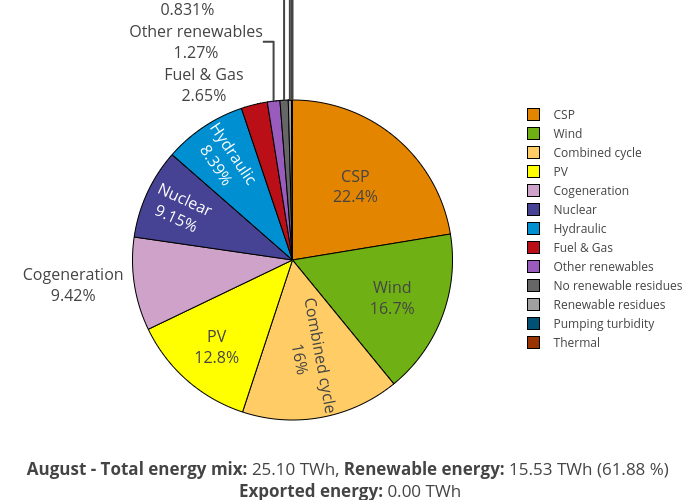 0.831%
Other renewables
1.27%
Fuel & Gas
2.65%
Hydraulic
8.39%
CSP
22.4%
Nuclear
9.15%
Cogeneration
9.42%
Wind
16.7%
PV
12.8%
Combined cycle
16%
CSP
Wind
Combined cycle
PV
Cogeneration
Nuclear
Hydraulic
Fuel & Gas
Other renewables
No renewable residues
Renewable residues
Pumping turbidity
Thermal
August - Total energy mix: 25.10 TWh, Renewable energy: 15.53 TWh (61.88 %)
Exported energy: 0.00 TWh